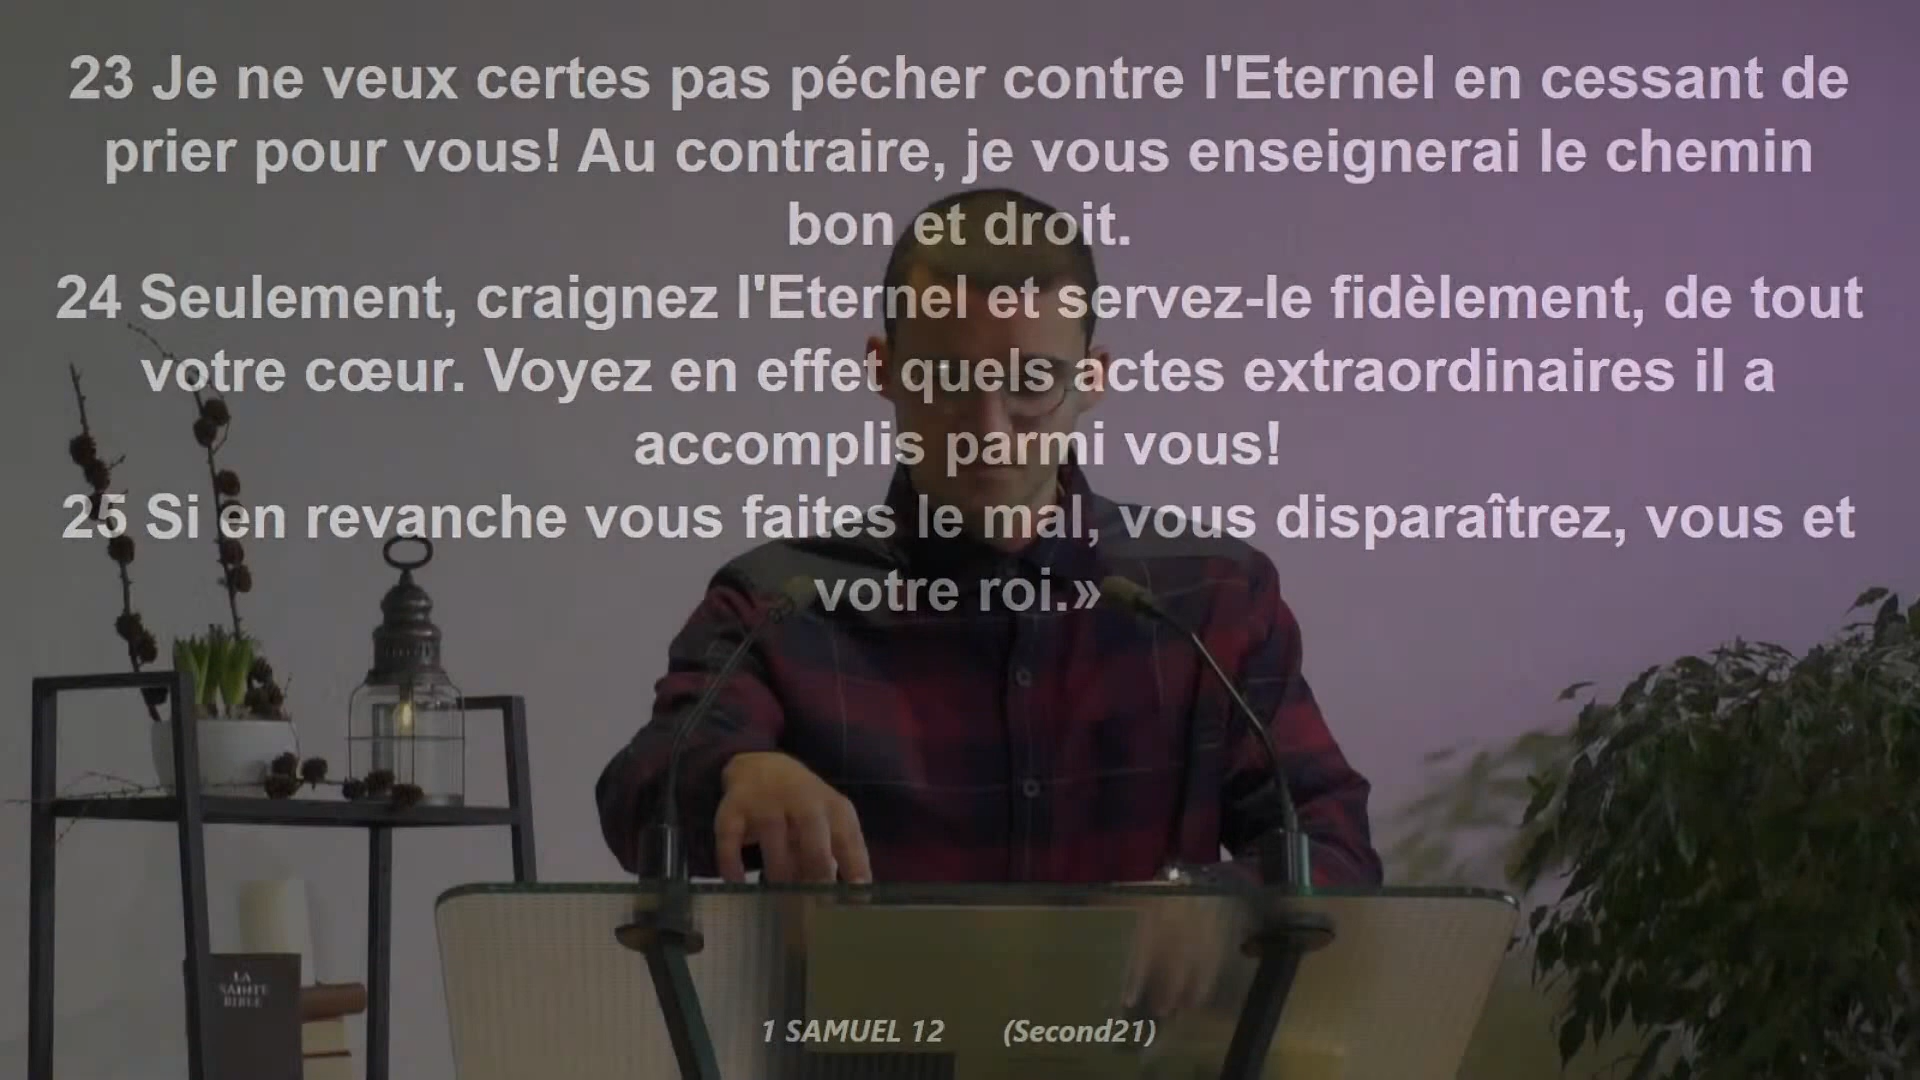 23 Je ne veux certes pas pécher contre l'Eternel en cessant de
prier pour vous! Au contraire, je vous enseignerai le chemin
bon et droit.
24 Seulement, craignez l'Eternel et servez-le fidèlement, de tout
votre cœur. Voyez en effet quels actes extraordinaires il a
accomplis parmi vous!
25 Si en revanche vous faites le mal, vous disparaîtrez, vous et
votre roi.»
LA
SAINTE
BIBLE
1 SAMUEL 12 (Second21)